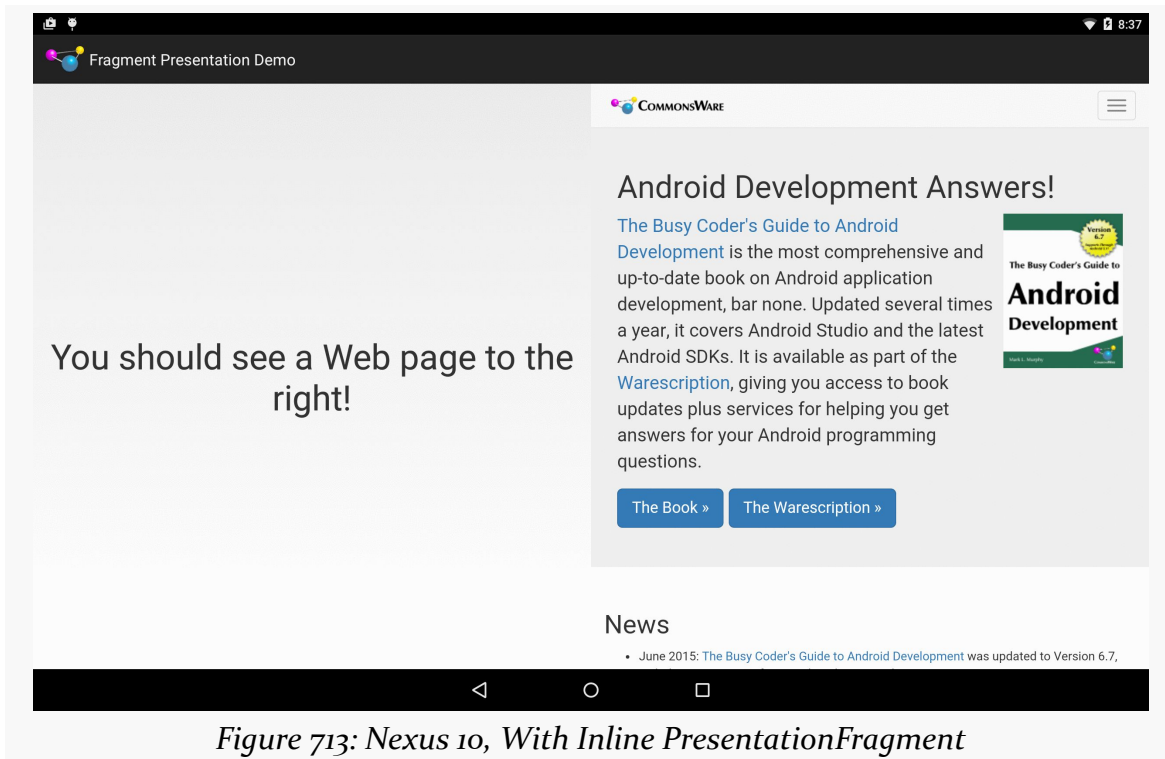 8:37
Fragment Presentation Demo
You should see a Web page to the
right!
COMMONSWARE
Android Development Answers!
The Busy Coder's Guide to Android
Development is the most comprehensive and
up-to-date book on Android application
development, bar none. Updated several times
a year, it covers Android Studio and the latest
Android SDKs. It is available as part of the
Warescription, giving you access to book
updates plus services for helping you get
answers for your Android programming
questions.
Version
6.7
The Busy Coder's Guide to
Android
Development
Mark L. Murphy
The Book »
The Warescription »
News
• June 2015: The Busy Coder's Guide to Android Development was updated to Version 6.7,
Figure 713: Nexus 10, With Inline PresentationFragment